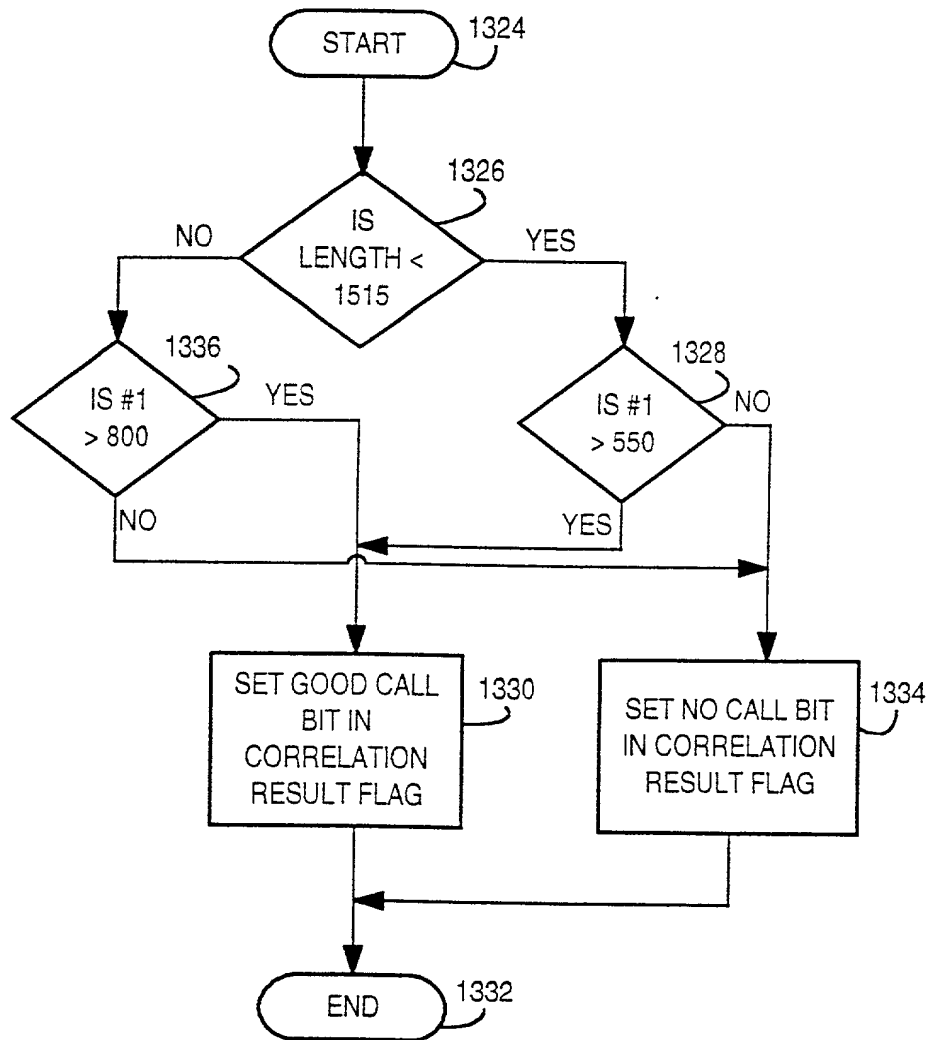 START
1324
IS
LENGTH <
1515
1326
NO
YES
IS #1
> 800
1336
YES
NO
IS #1
> 550
1328
NO
YES
SET GOOD CALL
BIT IN
CORRELATION
RESULT FLAG
1330
SET NO CALL BIT
IN CORRELATION
RESULT FLAG
1334
END
1332